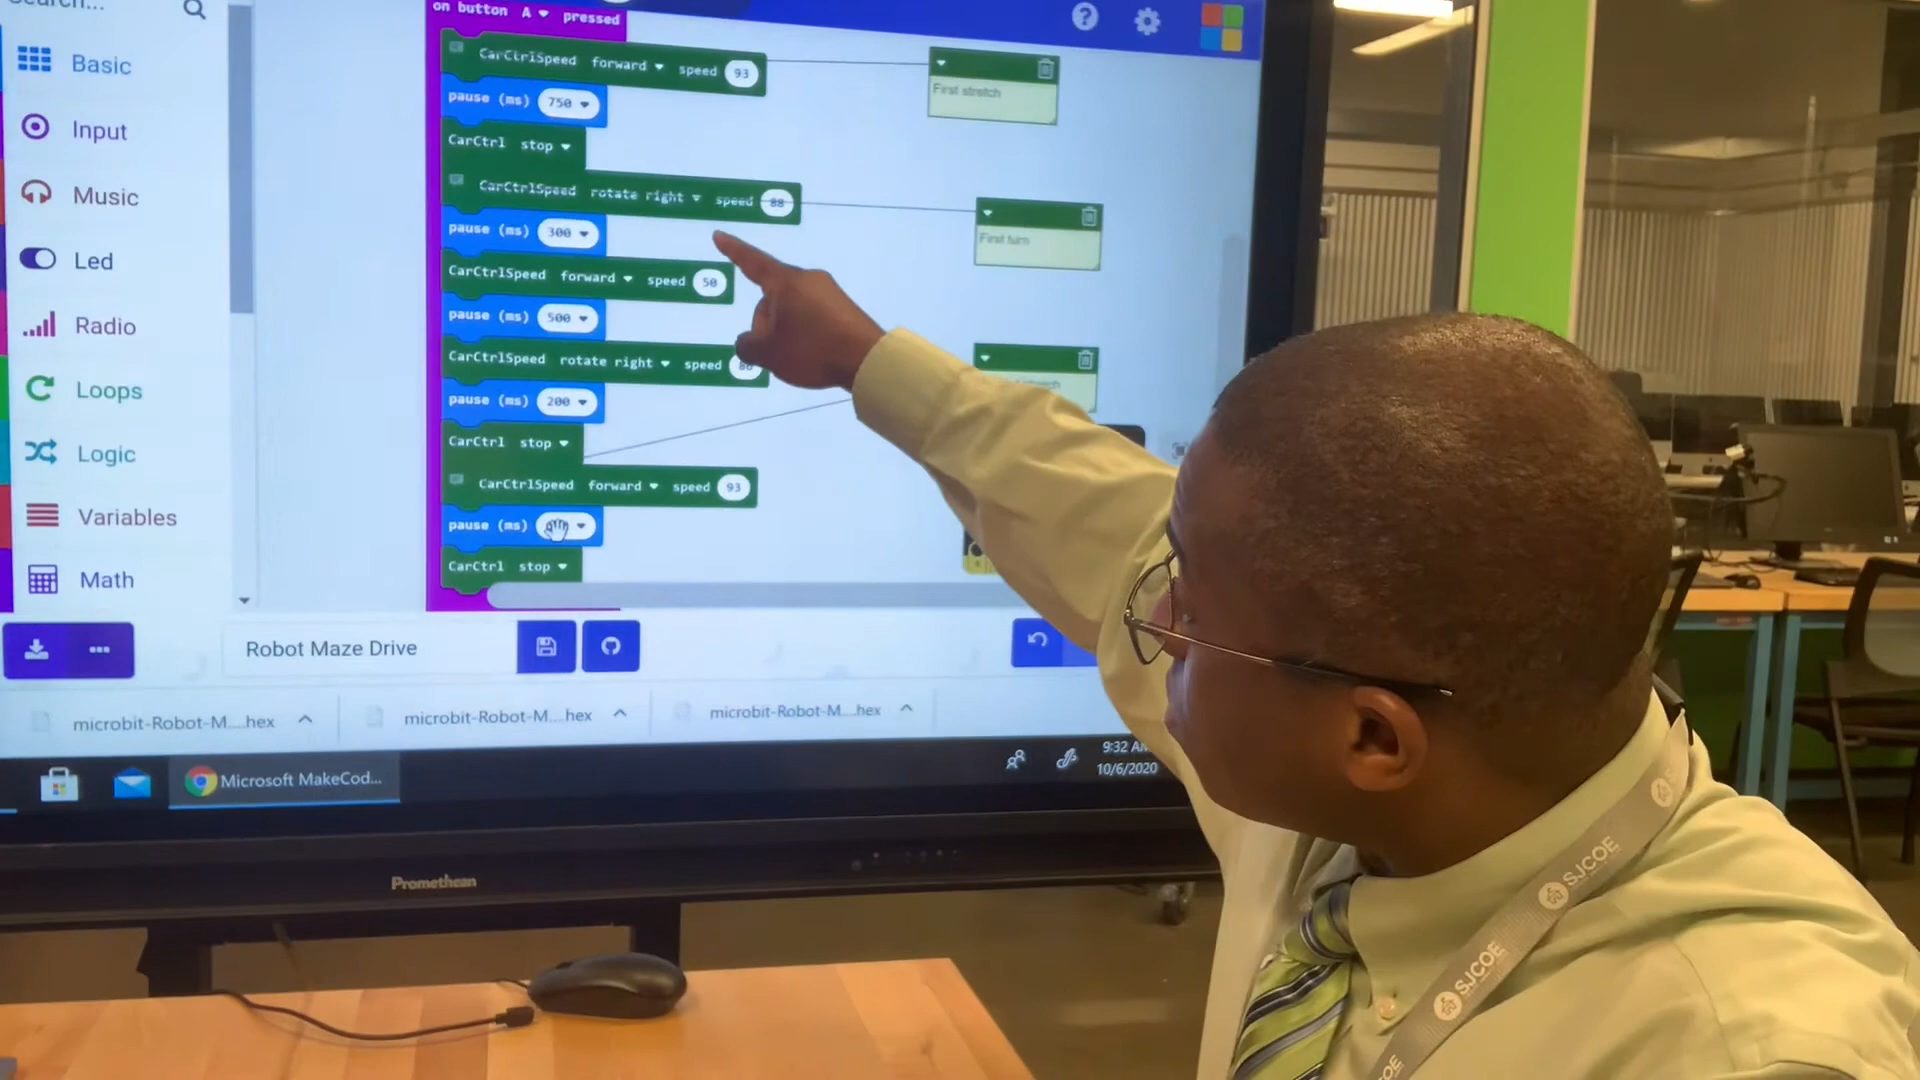 Search...
Basic
Input
Music
Led
Radio
Loops
Logic
Variables
Math
on button A pressed
CarCtrlSpeed forward speed 93
pause (ms) 750
CarCtrl stop
CarCtrlSpeed rotate right speed 88
pause (ms) 300
CarCtrlSpeed forward speed 50
pause (ms) 500
CarCtrlSpeed rotate right speed
pause (ms) 200
CarCtrl stop
CarCtrlSpeed forward speed 93
pause (ms)
CarCtrl stop
First stretch
First turn
Robot Maze Drive
microbit-Robot-M....hex
microbit-Robot-M....hex
microbit-Robot-M....hex
Microsoft MakeCod...
9:32 AM
10/6/2020
Promethean
SJCOE
SJCOE